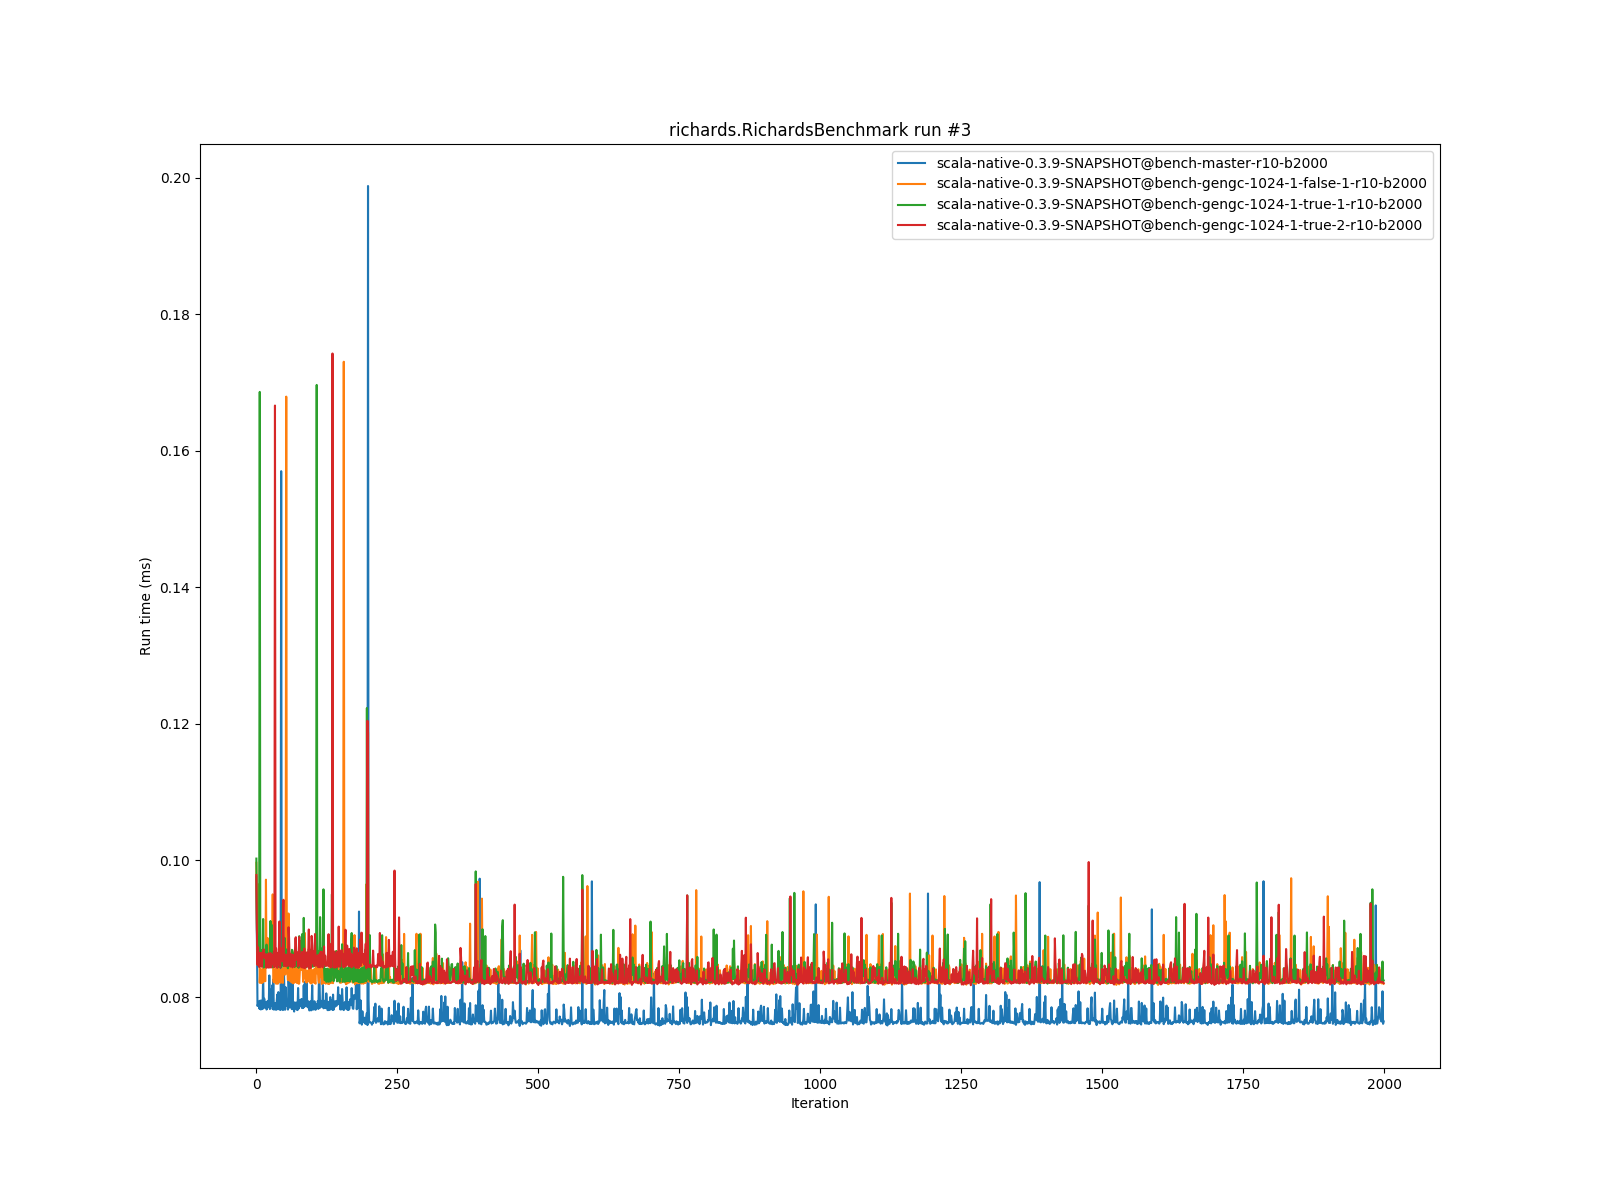 richards.RichardsBenchmark run #3
scala-native-0.3.9-SNAPSHOT@bench-master-r10-b2000
scala-native-0.3.9-SNAPSHOT@bench-gengc-1024-1-false-1-r10-b2000
scala-native-0.3.9-SNAPSHOT@bench-gengc-1024-1-true-1-r10-b2000
scala-native-0.3.9-SNAPSHOT@bench-gengc-1024-1-true-2-r10-b2000
0.20
0.18
0.16
0.14
0.12
0.10
0.08
Run time (ms)
0 250 500 750 1000 1250 1500 1750 2000
Iteration